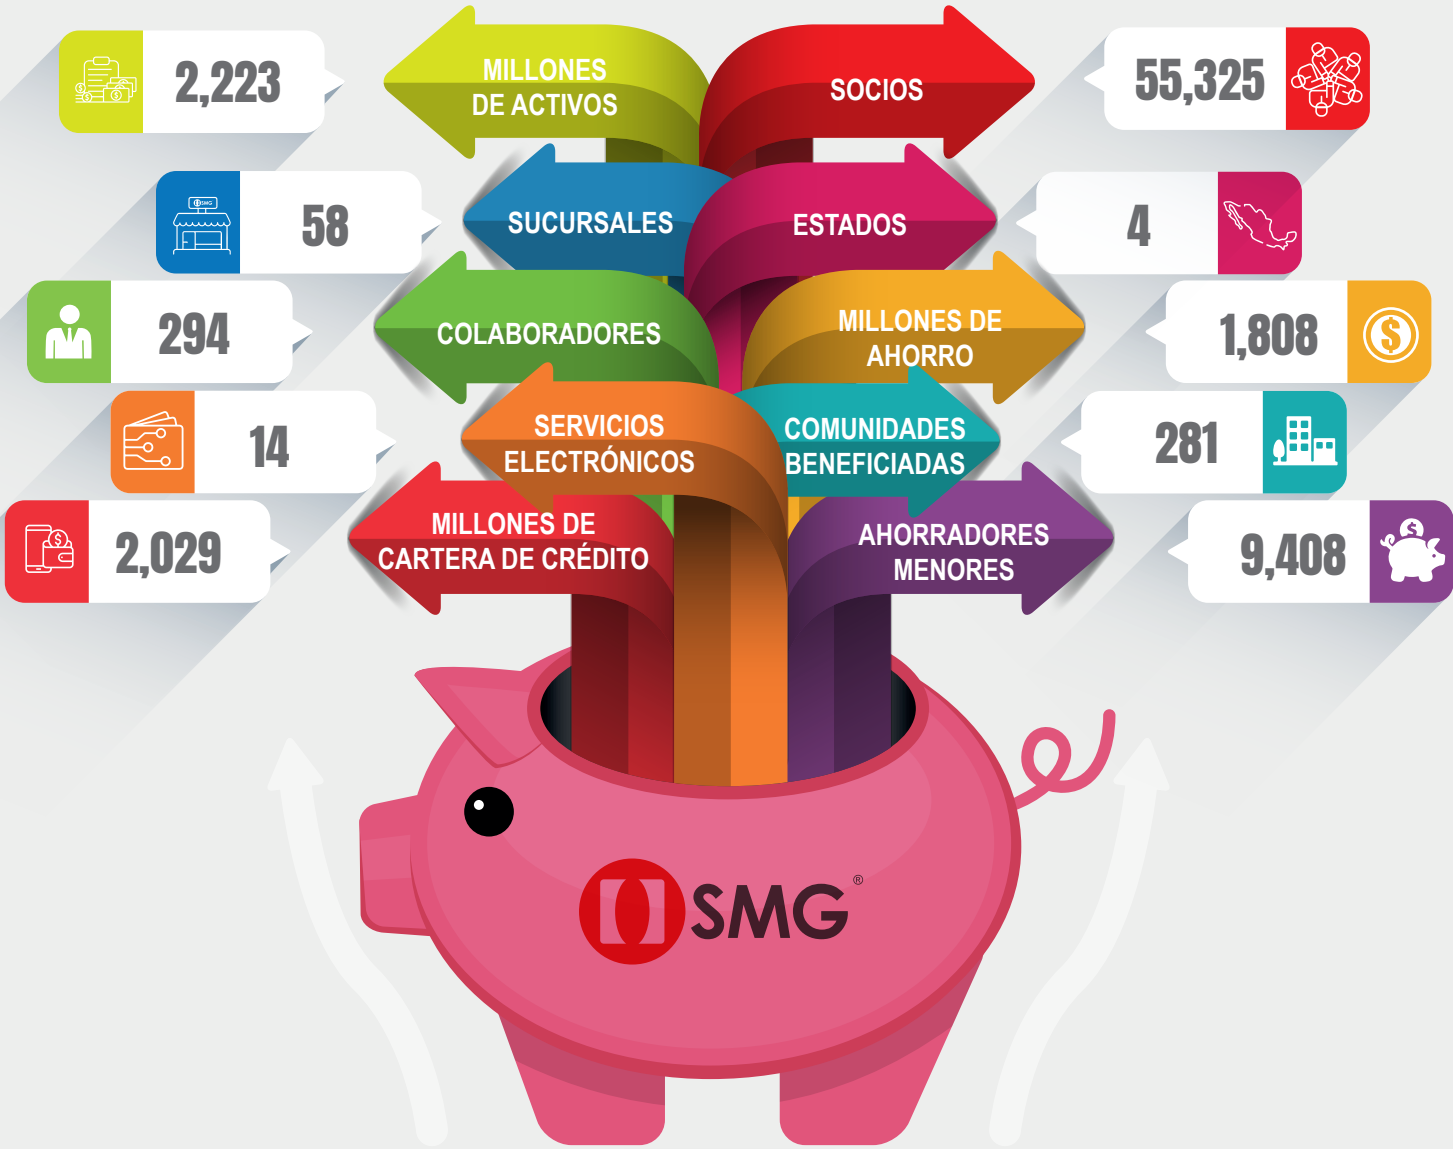 2,223
MILLONES
DE ACTIVOS
SOCIOS
55,325
58
SUCURSALES
ESTADOS
4
294
COLABORADORES
MILLONES DE
AHORRO
1,808
14
SERVICIOS
ELECTRÓNICOS
COMUNIDADES
BENEFICIADAS
281
2,029
MILLONES DE
CARTERA DE CRÉDITO
AHORRADORES
MENORES
9,408
SMG®